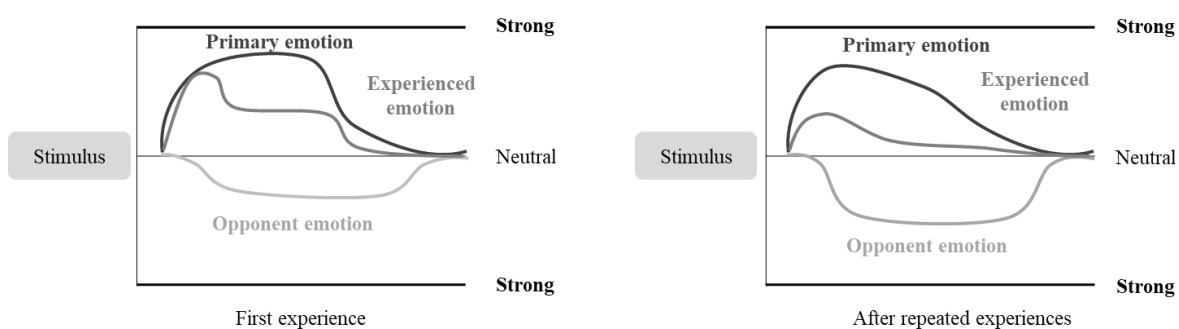 Strong
Primary emotion
Experienced
emotion
Stimulus
Neutral
Opponent emotion
Strong
First experience
Strong
Primary emotion
Experienced
emotion
Stimulus
Neutral
Opponent emotion
Strong
After repeated experiences